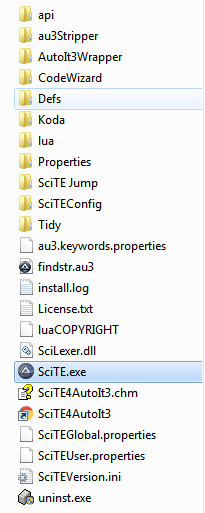 api
au3Stripper
AutoIt3Wrapper
CodeWizard
Defs
Koda
lua
Properties
SciTE Jump
SciTEConfig
Tidy
au3.keywords.properties
findstr.au3
install.log
License.txt
luaCOPYRIGHT
SciLexer.dll
SciTE.exe
SciTE4AutoIt3.chm
SciTE4AutoIt3
SciTEGlobal.properties
SciTEUser.properties
SciTEVersion.ini
uninst.exe